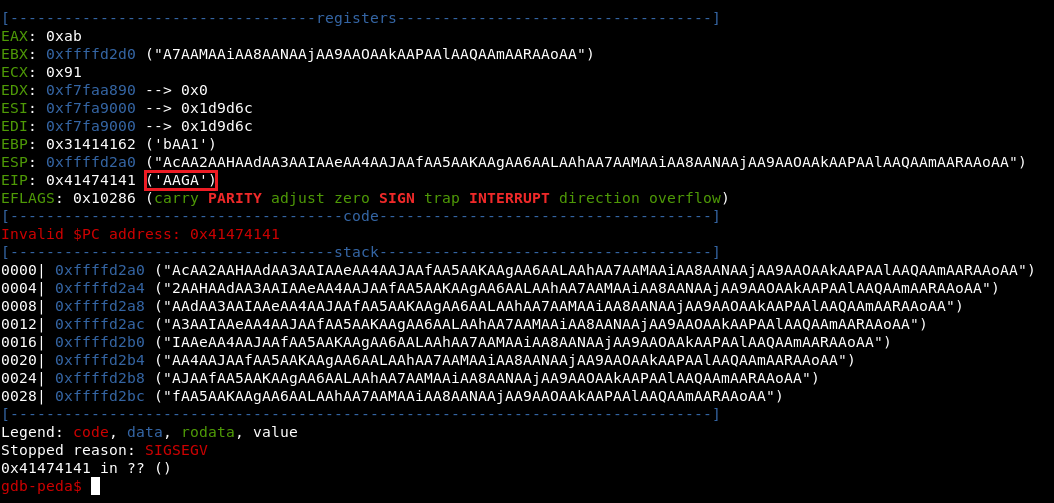 [----------------------------------registers-----------------------------------]
EAX: 0xab
EBX: 0xffffd2d0 ("A7AAMAAiAA8AANAAjAA9AAOAAkAAPAAlAAQAAmAARAAoAA")
ECX: 0x91
EDX: 0xf7faa890 --> 0x0
ESI: 0xf7fa9000 --> 0x1d9d6c
EDI: 0xf7fa9000 --> 0x1d9d6c
EBP: 0x31414162 ('bAA1')
ESP: 0xffffd2a0 ("AcAA2AAHAAdAA3AAIAAeAA4AAJAAfAA5AAKAAgAA6AALAAhAA7AAMAAiAA8AANAAjAA9AAOAAkAAPAAlAAQAAmAARAAoAA")
EIP: 0x41474141 ('AAGA')
EFLAGS: 0x10286 (carry PARITY adjust zero SIGN trap INTERRUPT direction overflow)
[-------------------------------------code-------------------------------------]
Invalid $PC address: 0x41474141
[------------------------------------stack-------------------------------------]
0000| 0xffffd2a0 ("AcAA2AAHAAdAA3AAIAAeAA4AAJAAfAA5AAKAAgAA6AALAAhAA7AAMAAiAA8AANAAjAA9AAOAAkAAPAAlAAQAAmAARAAoAA")
0004| 0xffffd2a4 ("2AAHAAdAA3AAIAAeAA4AAJAAfAA5AAKAAgAA6AALAAhAA7AAMAAiAA8AANAAjAA9AAOAAkAAPAAlAAQAAmAARAAoAA")
0008| 0xffffd2a8 ("AAdAA3AAIAAeAA4AAJAAfAA5AAKAAgAA6AALAAhAA7AAMAAiAA8AANAAjAA9AAOAAkAAPAAlAAQAAmAARAAoAA")
0012| 0xffffd2ac ("A3AAIAAeAA4AAJAAfAA5AAKAAgAA6AALAAhAA7AAMAAiAA8AANAAjAA9AAOAAkAAPAAlAAQAAmAARAAoAA")
0016| 0xffffd2b0 ("IAAeAA4AAJAAfAA5AAKAAgAA6AALAAhAA7AAMAAiAA8AANAAjAA9AAOAAkAAPAAlAAQAAmAARAAoAA")
0020| 0xffffd2b4 ("AA4AAJAAfAA5AAKAAgAA6AALAAhAA7AAMAAiAA8AANAAjAA9AAOAAkAAPAAlAAQAAmAARAAoAA")
0024| 0xffffd2b8 ("AJAAfAA5AAKAAgAA6AALAAhAA7AAMAAiAA8AANAAjAA9AAOAAkAAPAAlAAQAAmAARAAoAA")
0028| 0xffffd2bc ("fAA5AAKAAgAA6AALAAhAA7AAMAAiAA8AANAAjAA9AAOAAkAAPAAlAAQAAmAARAAoAA")
[------------------------------------------------------------------------------]
Legend: code, data, rodata, value
Stopped reason: SIGSEGV
0x41474141 in ?? ()
gdb-peda$